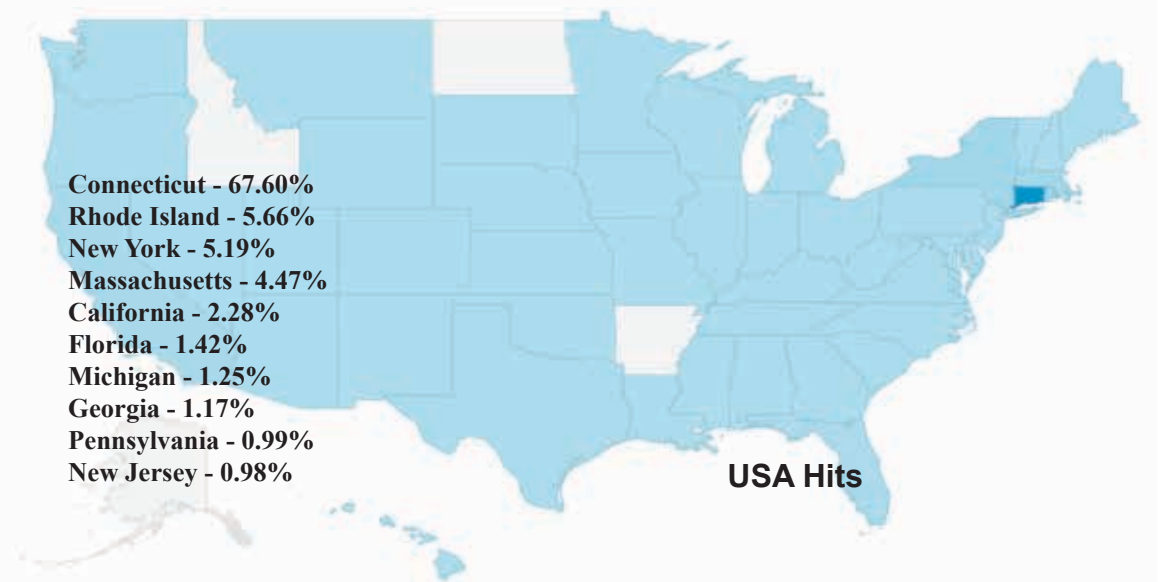 Connecticut - 67.60%
Rhode Island - 5.66%
New York - 5.19%
Massachusetts - 4.47%
California - 2.28%
Florida - 1.42%
Michigan - 1.25%
Georgia - 1.17%
Pennsylvania - 0.99%
New Jersey - 0.98%
USA Hits